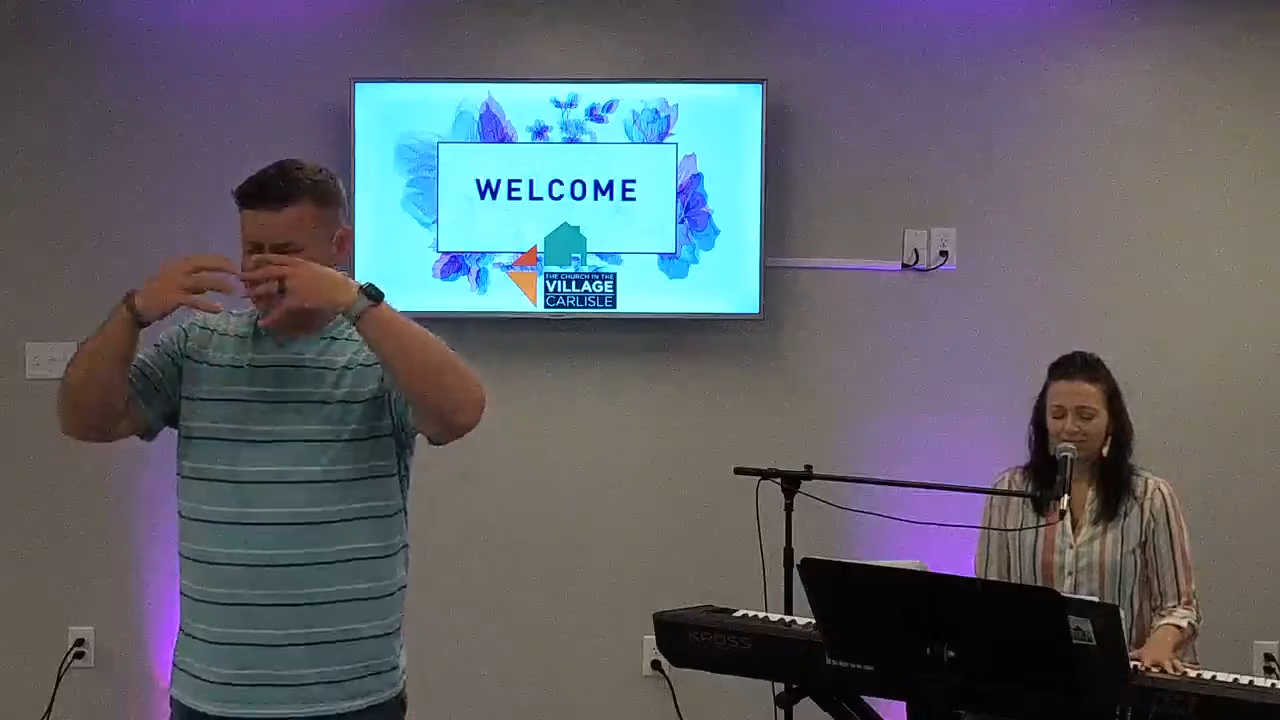 WELCOME
THE CHURCH IN THE
VILLAGE
CARLISLE
KROSS